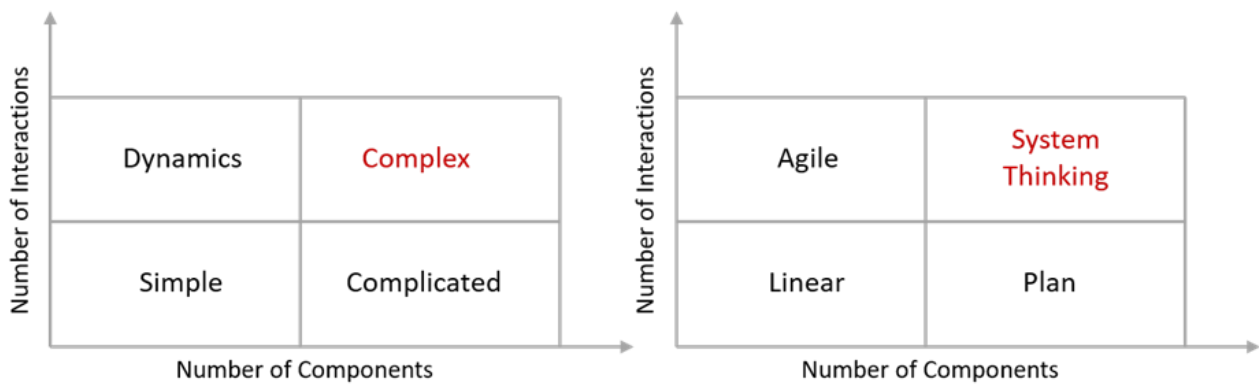 Number of Interactions
Dynamics
Complex
Simple
Complicated
Number of Components
Number of Interactions
Agile
System
Thinking
Linear
Plan
Number of Components